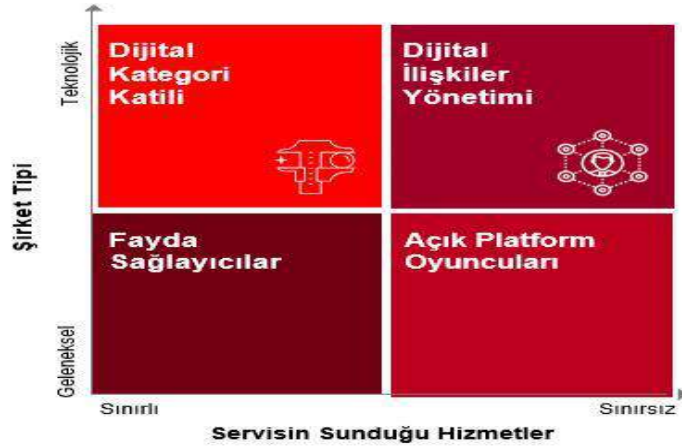 Şirket Tipi
Teknolojik
Geleneksel
Dijital
Kategori
Katili
Dijital
İlişkiler
Yönetimi
Fayda
Sağlayıcılar
Açık Platform
Oyuncuları
Sınırlı
Sınırsız
Servisin Sunduğu Hizmetler